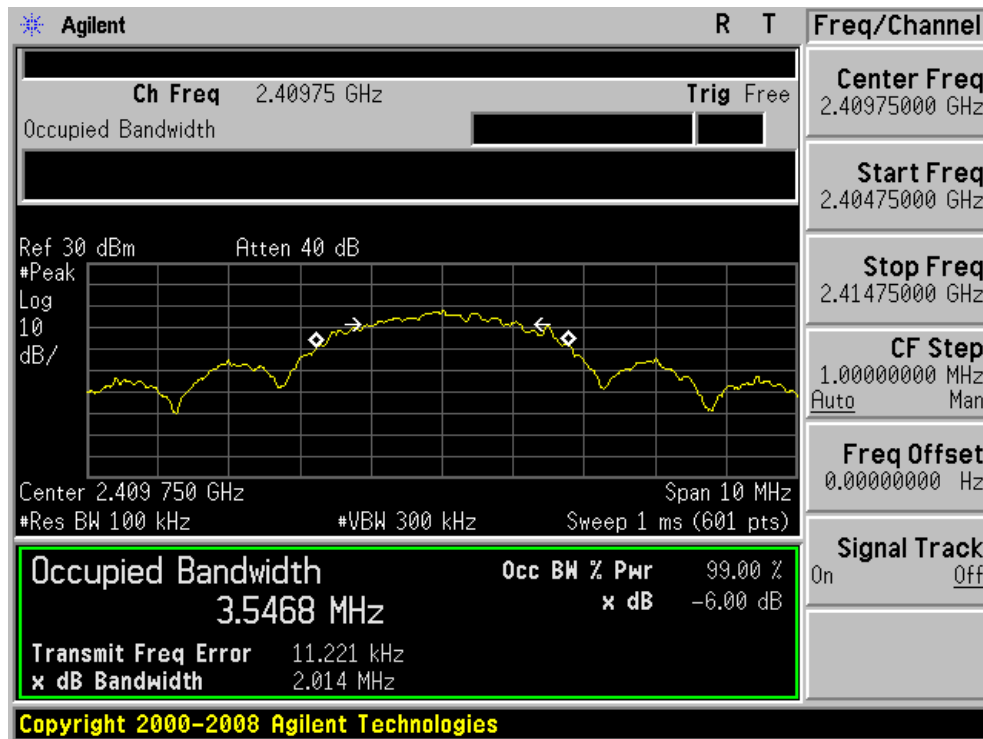 Agilent R T
Ch Freq 2.40975 GHz Trig Free
Occupied Bandwidth
Ref 30 dBm Atten 40 dB
#Peak
Log
10
dB/
Center 2.409 750 GHz Span 10 MHz
#Res BW 100 kHz #VBW 300 kHz Sweep 1 ms (601 pts)
Occupied Bandwidth
3.5468 MHz
Occ BW % Pwr 99.00 %
x dB -6.00 dB
Transmit Freq Error 11.221 kHz
x dB Bandwidth 2.014 MHz
Copyright 2000-2008 Agilent Technologies
Freq/Channel
Center Freq
2.40975000 GHz
Start Freq
2.40475000 GHz
Stop Freq
2.41475000 GHz
CF Step
1.00000000 MHz
Auto Man
Freq Offset
0.00000000 Hz
Signal Track
On Off